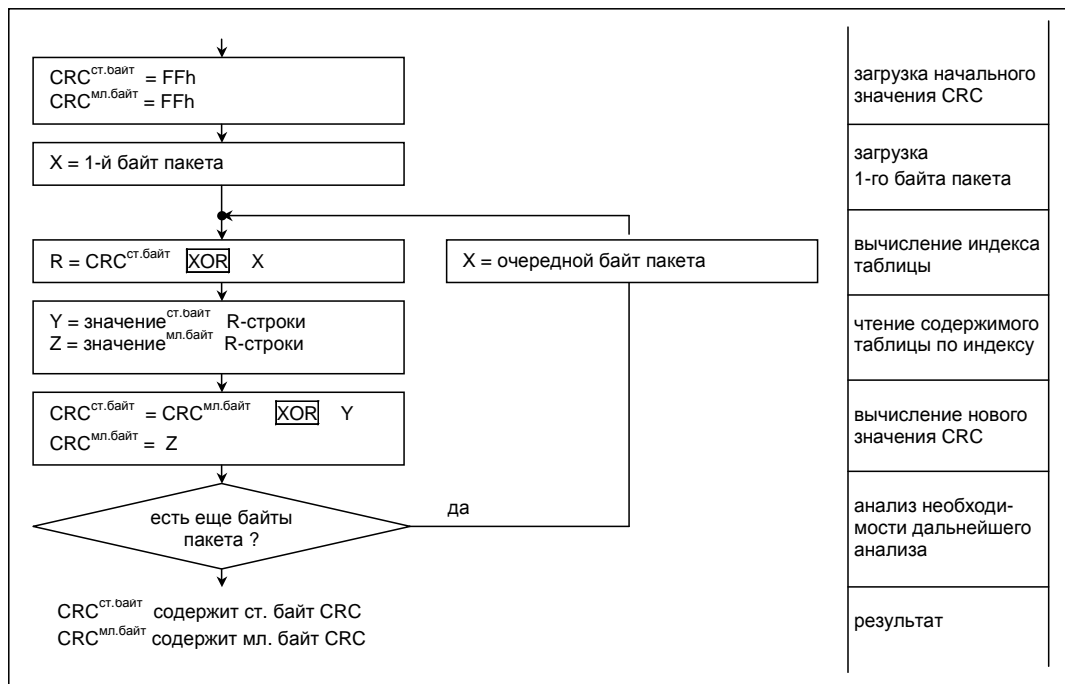 CRCст.байт = FFh
CRCмл.байт = FFh
загрузка начального
значения CRC
X = 1-й байт пакета
загрузка
1-го байта пакета
R = CRCст.байт XOR X
X = очередной байт пакета
вычисление индекса
таблицы
Y = значениест.байт R-строки
Z = значениемл.байт R-строки
чтение содержимого
таблицы по индексу
CRCст.байт = CRCмл.байт XOR Y
CRCмл.байт = Z
вычисление нового
значения CRC
есть еще байты
пакета ?
да
анализ необходи-
мости дальнейшего
анализа
CRCст.байт содержит ст. байт CRC
CRCмл.байт содержит мл. байт CRC
результат